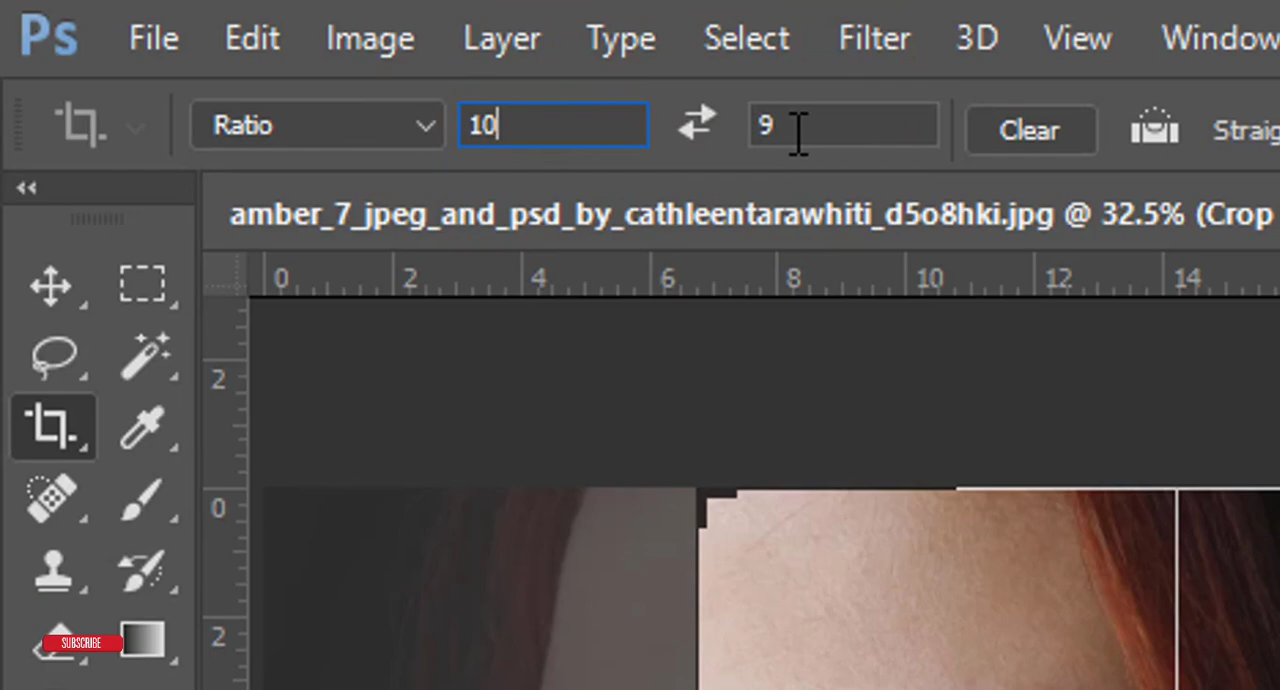 Ps File Edit Image Layer Type Select Filter 3D View Window
Ratio 10 9 Clear Straig
amber_7_jpeg_and_psd_by_cathleentarawhiti_d5o8hki.jpg @ 32.5% (Crop
0 2 4 6 8 10 12 14
2
0
2
SUBSCRIBE